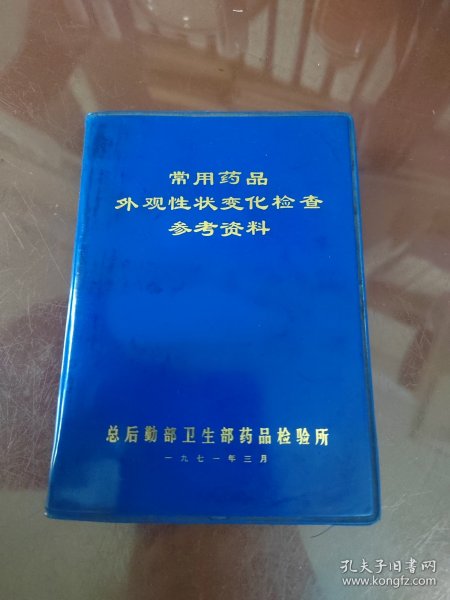 常用药品
外观性状变化检查
参考资料
总后勤部卫生部药品检验所
一九七一年三月
孔夫子旧书网
www.kongfz.com